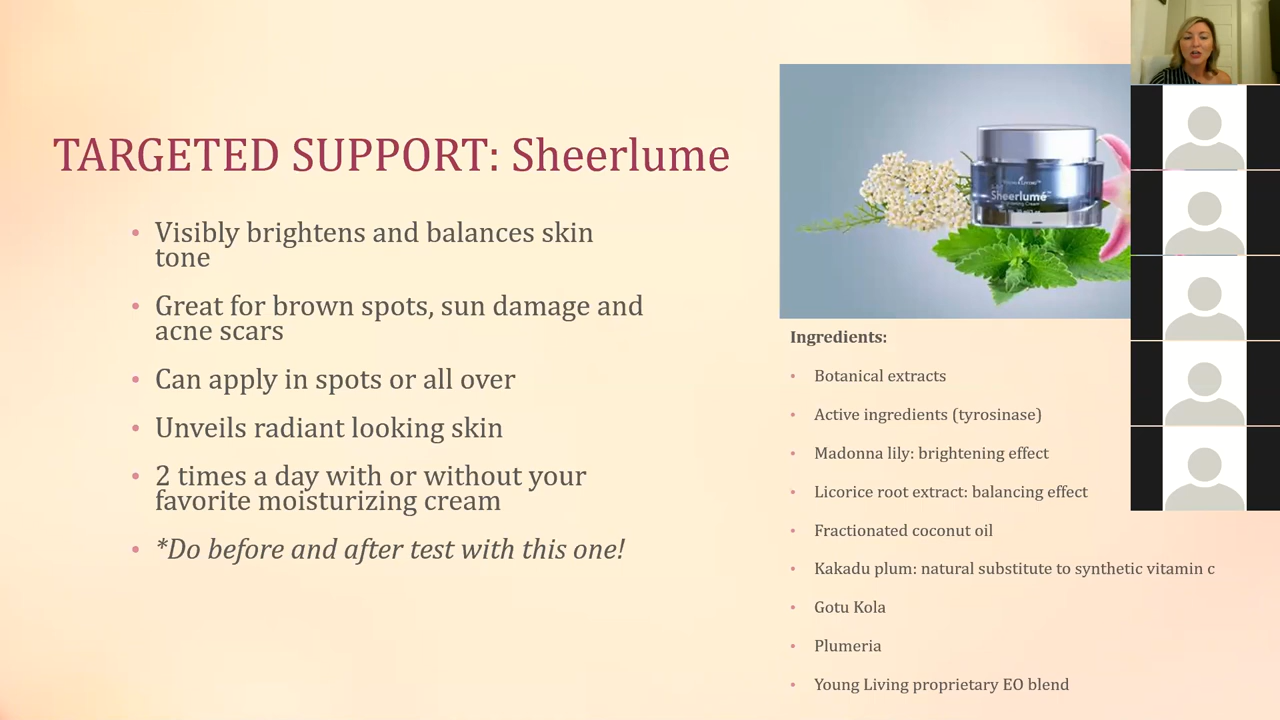 TARGETED SUPPORT: Sheerlume
• Visibly brightens and balances skin
tone
• Great for brown spots, sun damage and
acne scars
• Can apply in spots or all over
• Unveils radiant looking skin
• 2 times a day with or without your
favorite moisturizing cream
• *Do before and after test with this one!
YOUNG LIVING™
Sheerlumé™
Ingredients:
• Botanical extracts
• Active ingredients (tyrosinase)
• Madonna lily: brightening effect
• Licorice root extract: balancing effect
• Fractionated coconut oil
• Kakadu plum: natural substitute to synthetic vitamin c
• Gotu Kola
• Plumeria
• Young Living proprietary EO blend